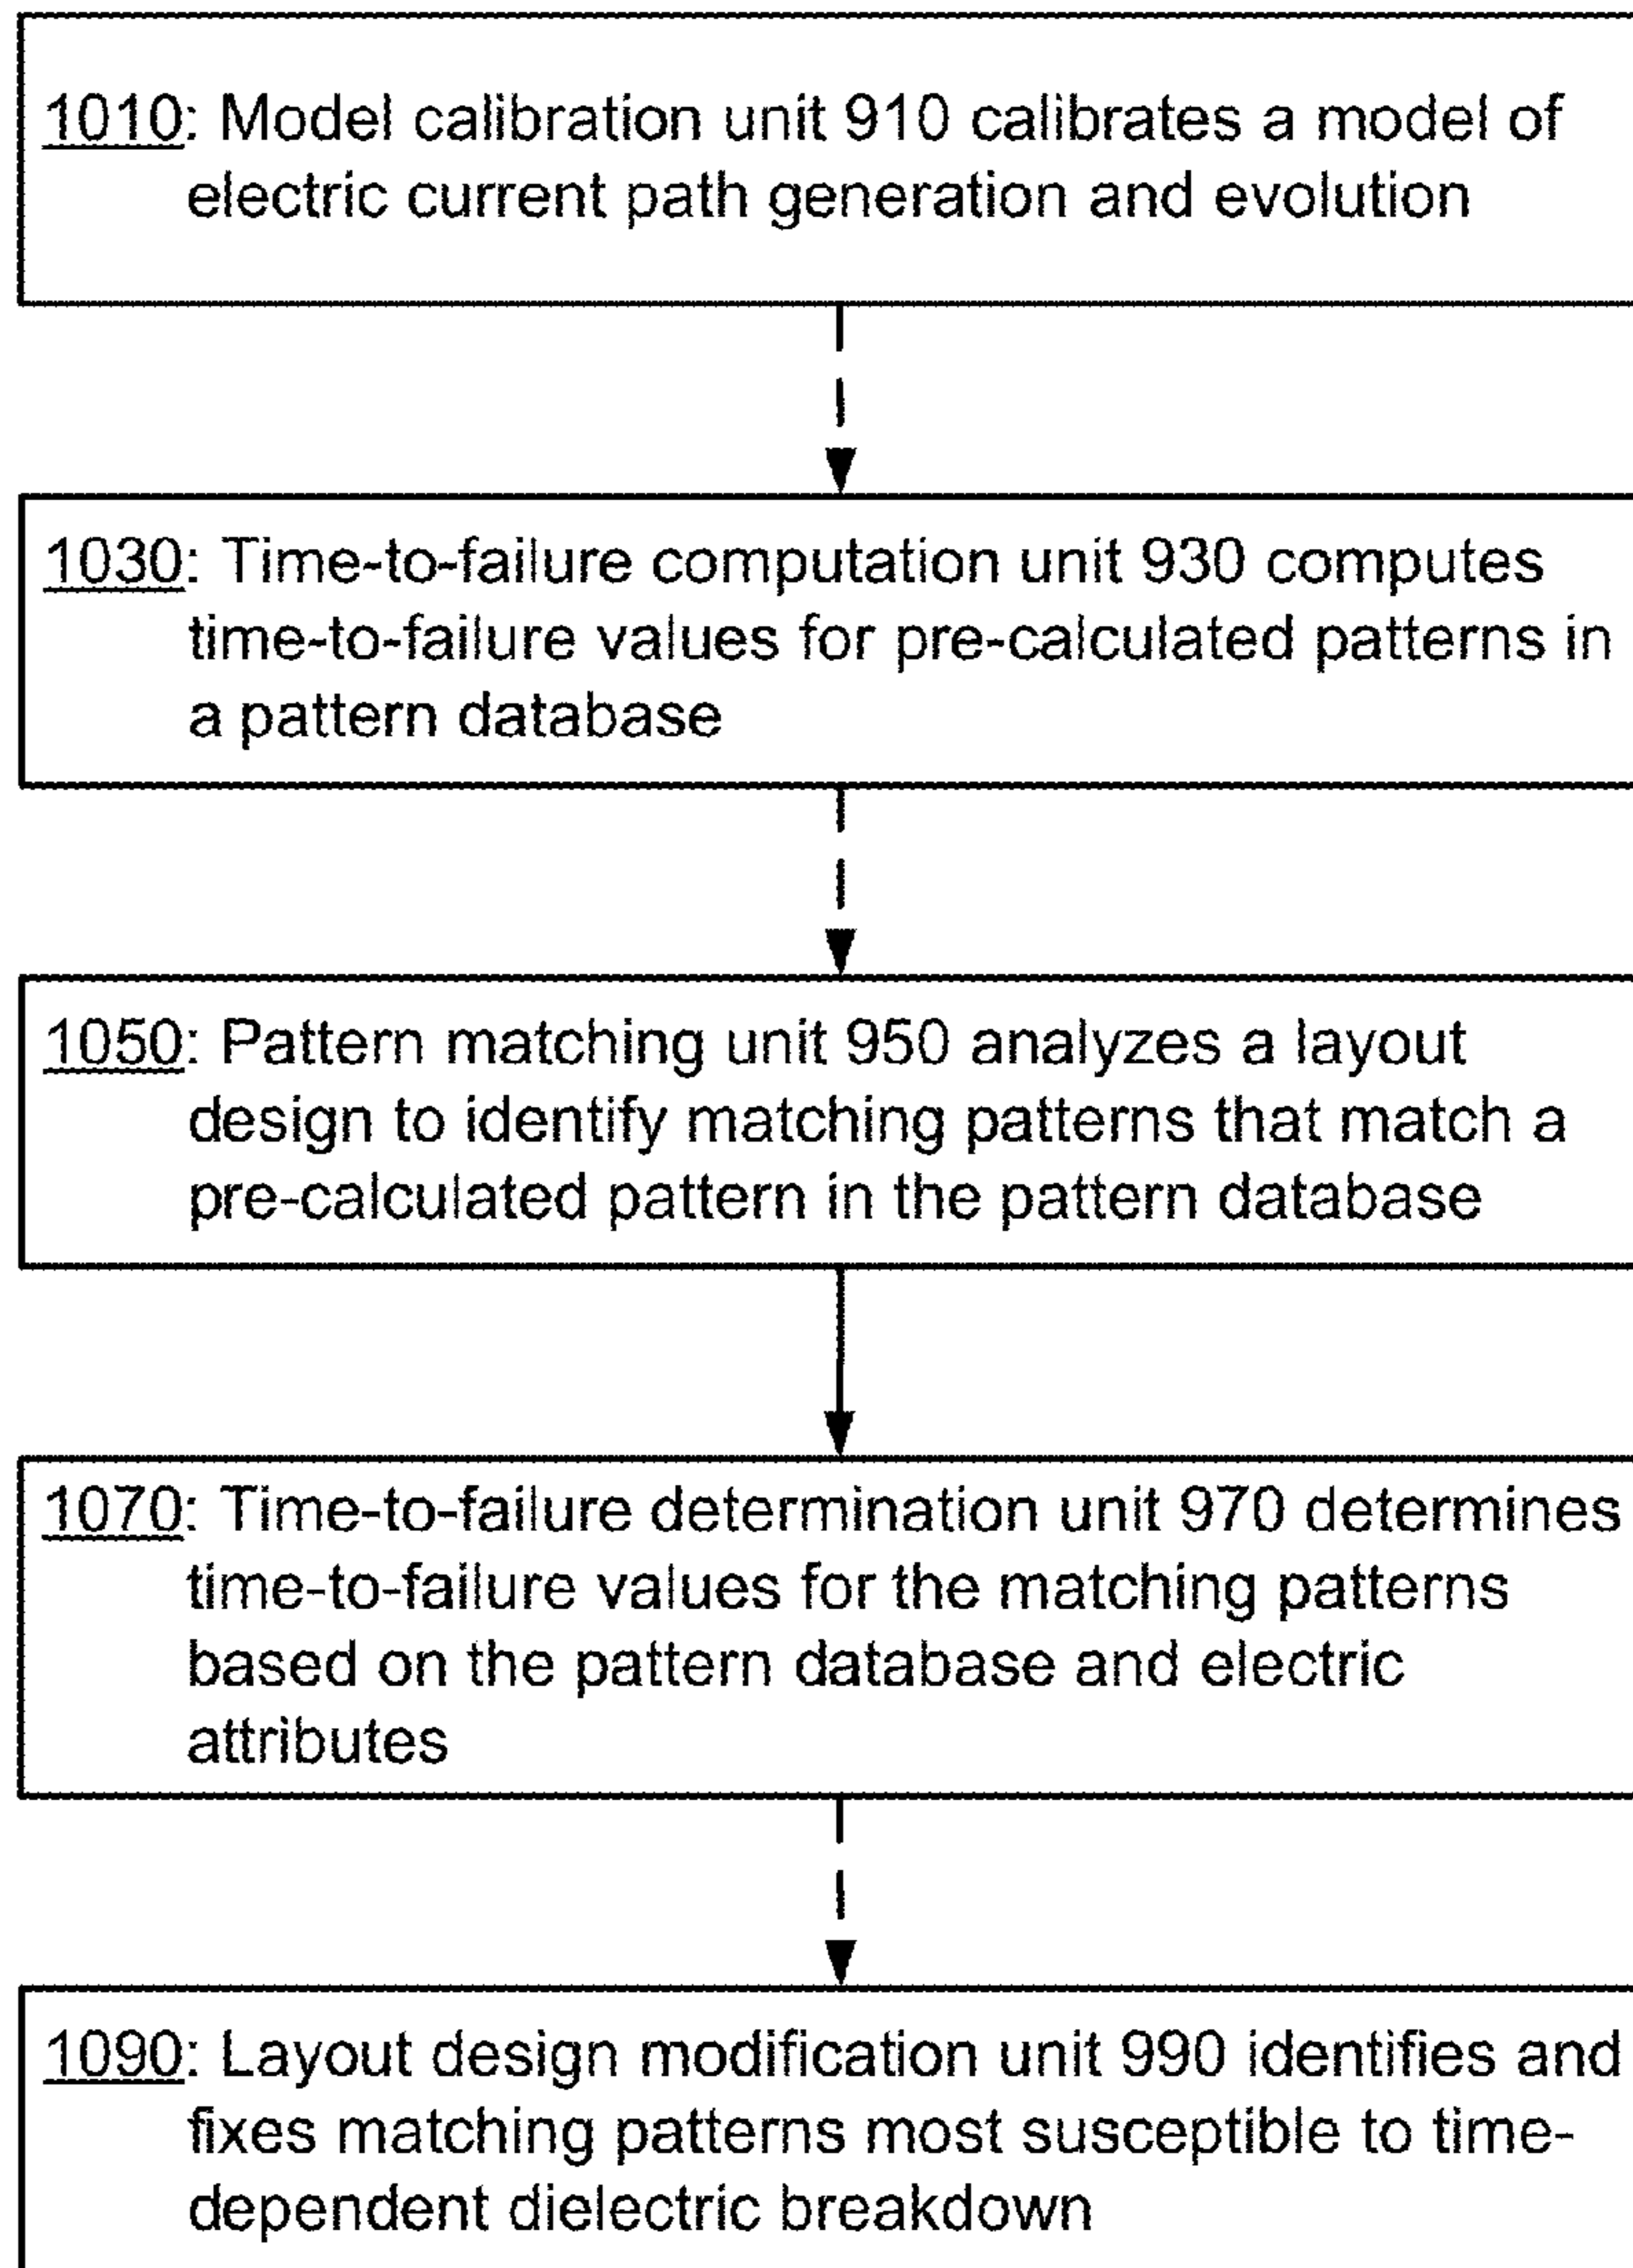 1010: Model calibration unit 910 calibrates a model of
electric current path generation and evolution
1030: Time-to-failure computation unit 930 computes
time-to-failure values for pre-calculated patterns in
a pattern database
1050: Pattern matching unit 950 analyzes a layout
design to identify matching patterns that match a
pre-calculated pattern in the pattern database
1070: Time-to-failure determination unit 970 determines
time-to-failure values for the matching patterns
based on the pattern database and electric
attributes
1090: Layout design modification unit 990 identifies and
fixes matching patterns most susceptible to time-
dependent dielectric breakdown